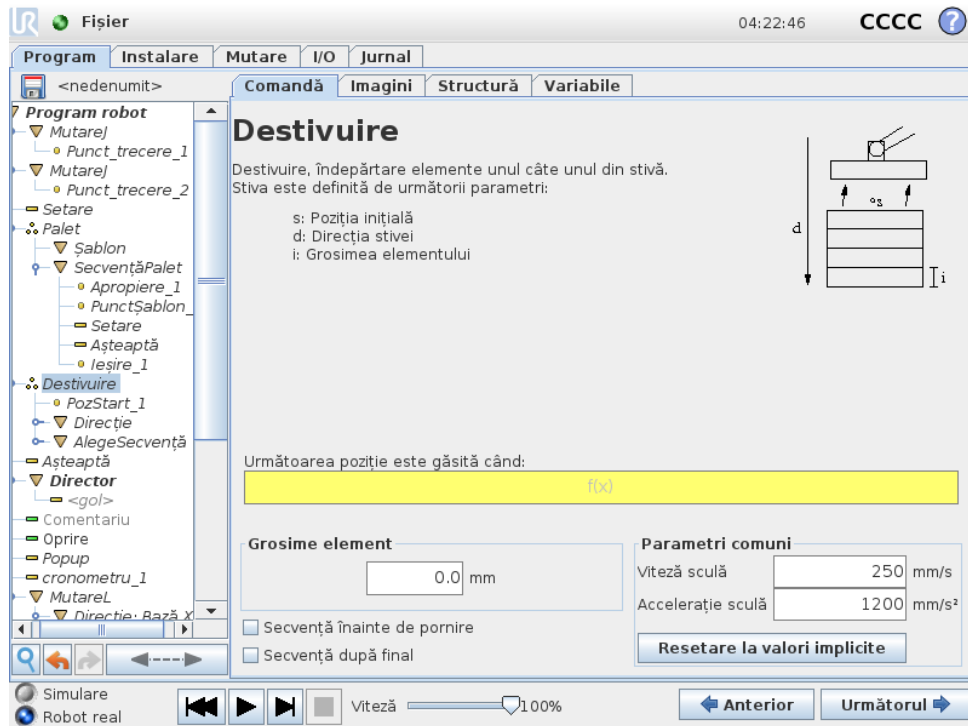 Fișier
04:22:46
CCCC
?
Program Instalare Mutare I/O Jurnal
<nedenumit>
Program robot
MutareJ
Punct_trecere_1
MutareJ
Punct_trecere_2
Setare
Palet
Șablon
SecvențăPalet
Apropiere_1
PunctȘablon_
Setare
Așteaptă
Ieșire_1
Destivuire
PozStart_1
Direcție
AlegeSecvență
Așteaptă
Director
<gol>
Comentariu
Oprire
Popup
cronometru_1
MutareL
Direcție: Bază X
Comandă Imagini Structură Variabile
Destivuire
Destivuire, îndepărtare elemente unul câte unul din stivă.
Stiva este definită de următorii parametri:
s: Poziția inițială
d: Direcția stivei
i: Grosimea elementului
s
d
i
Următoarea poziție este găsită când:
f(x)
Grosime element
0.0 mm
Secvență înainte de pornire
Secvență după final
Parametri comuni
Viteză sculă 250 mm/s
Accelerație sculă 1200 mm/s²
Resetare la valori implicite
Simulare
Robot real
Viteză 100%
Anterior Următorul